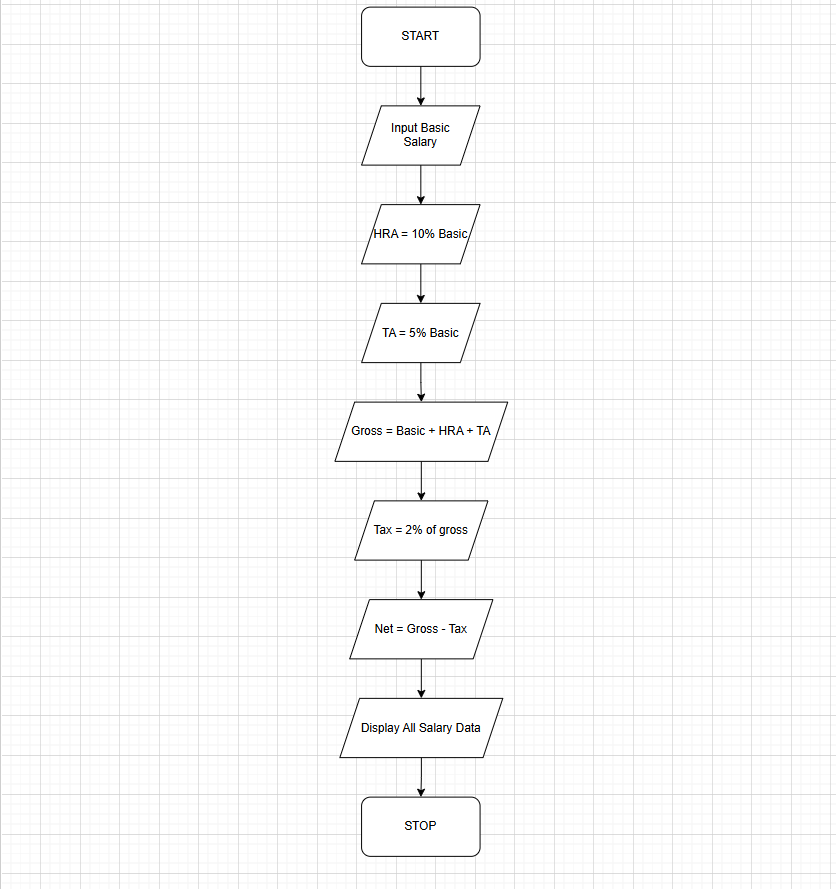 START
Input Basic
Salary
HRA = 10% Basic
TA = 5% Basic
Gross = Basic + HRA + TA
Tax = 2% of gross
Net = Gross - Tax
Display All Salary Data
STOP